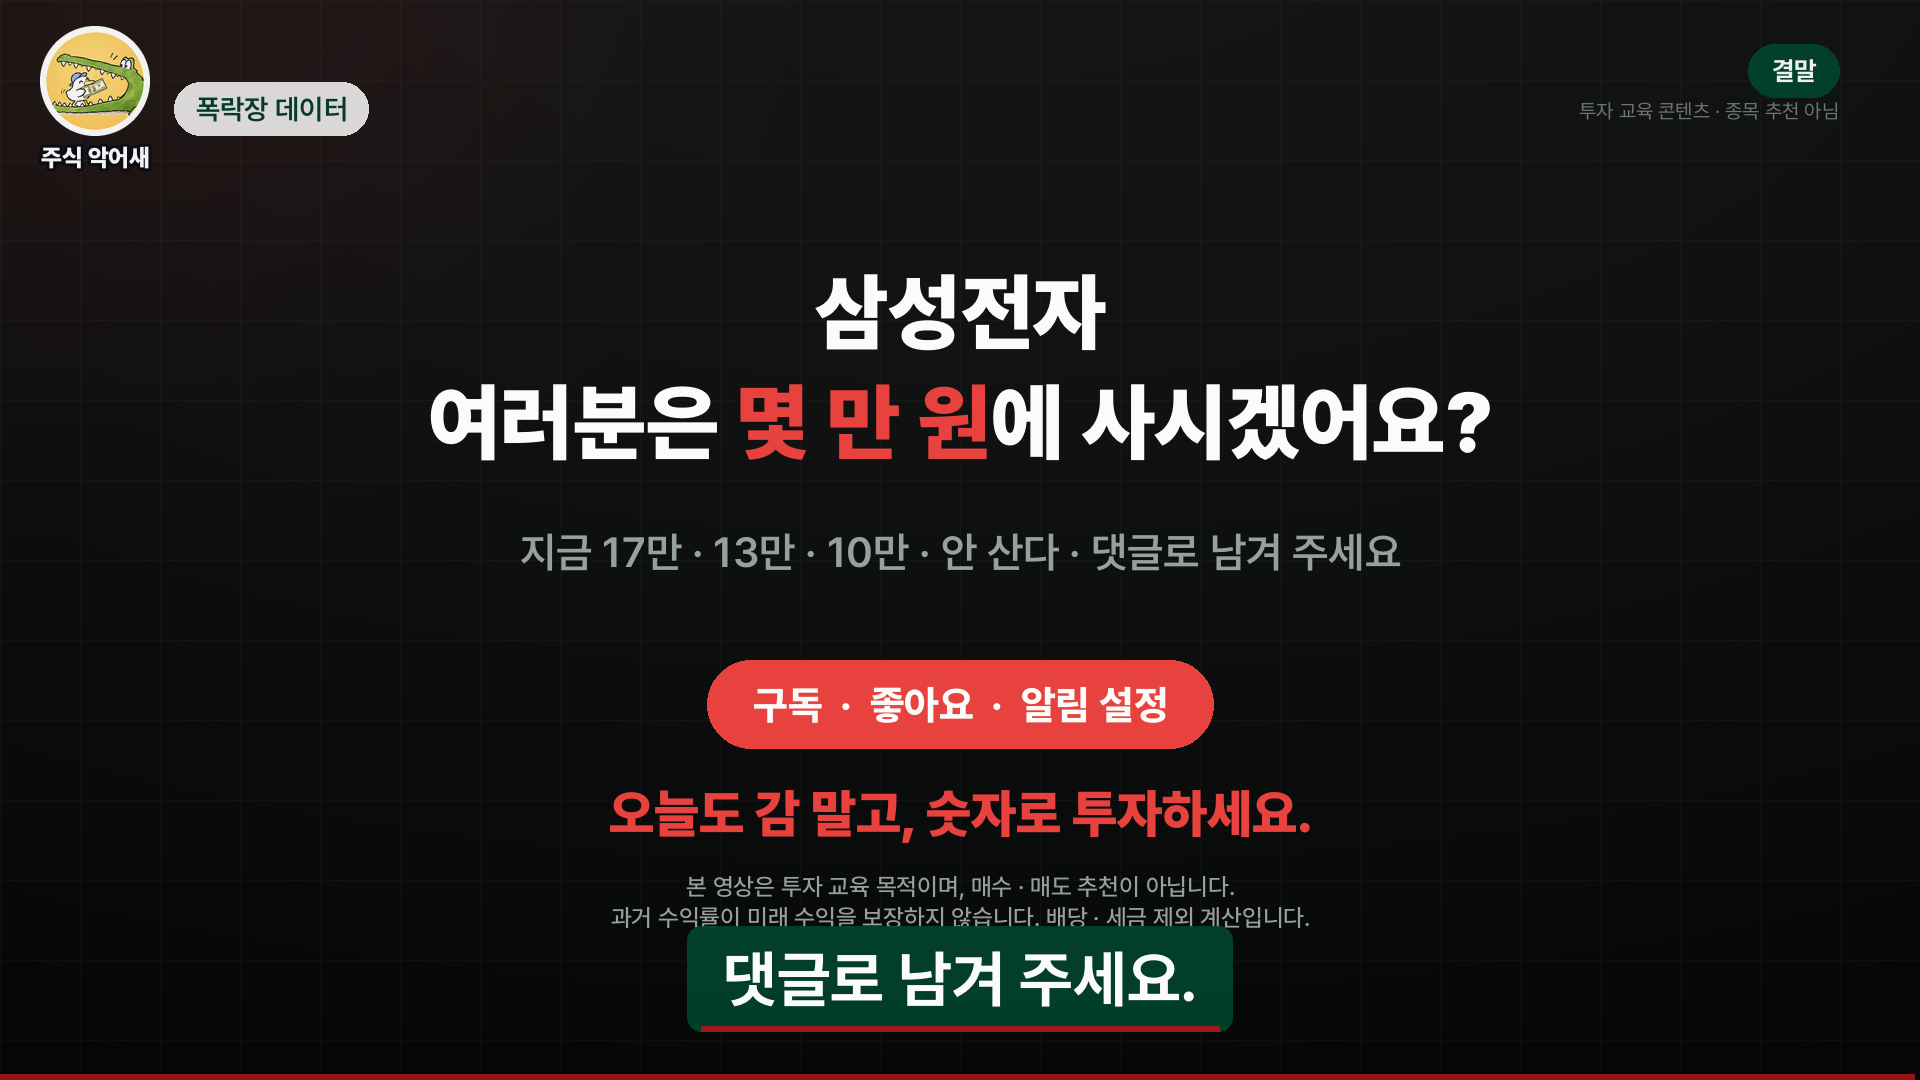 주식 악어새
폭락장 데이터
결말
투자 교육 콘텐츠 · 종목 추천 아님
삼성전자
여러분은 몇 만 원에 사시겠어요?
지금 17만 · 13만 · 10만 · 안 산다 · 댓글로 남겨 주세요
구독 · 좋아요 · 알림 설정
오늘도 감 말고, 숫자로 투자하세요.
본 영상은 투자 교육 목적이며, 매수 · 매도 추천이 아닙니다.
과거 수익률이 미래 수익을 보장하지 않습니다. 배당 · 세금 제외 계산입니다.
댓글로 남겨 주세요.